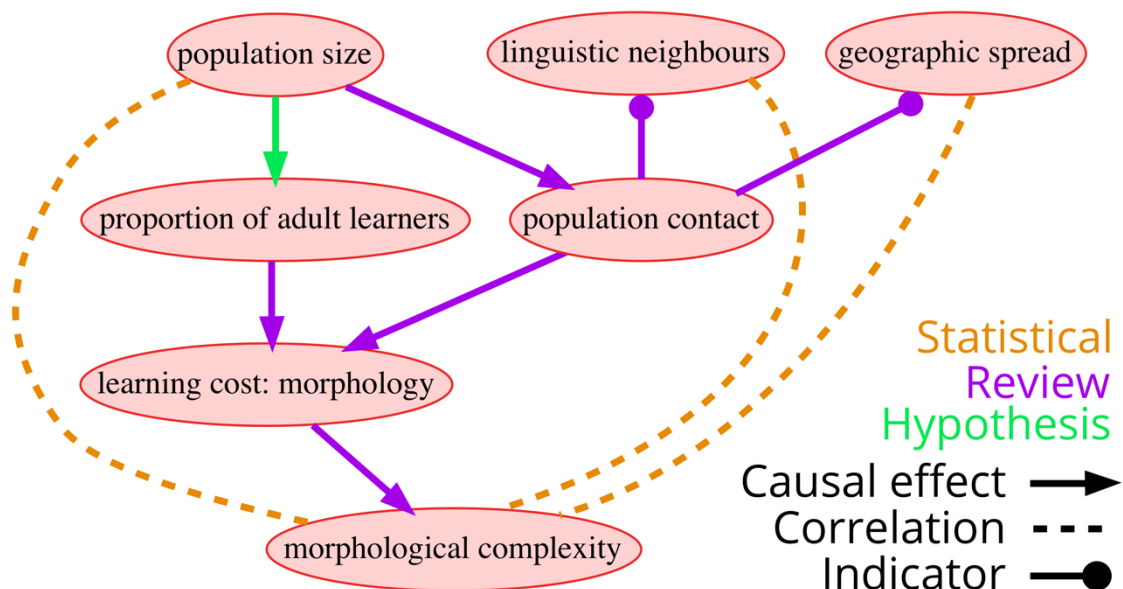 population size
linguistic neighbours
geographic spread
proportion of adult learners
population contact
learning cost: morphology
morphological complexity
Statistical
Review
Hypothesis
Causal effect
Correlation
Indicator